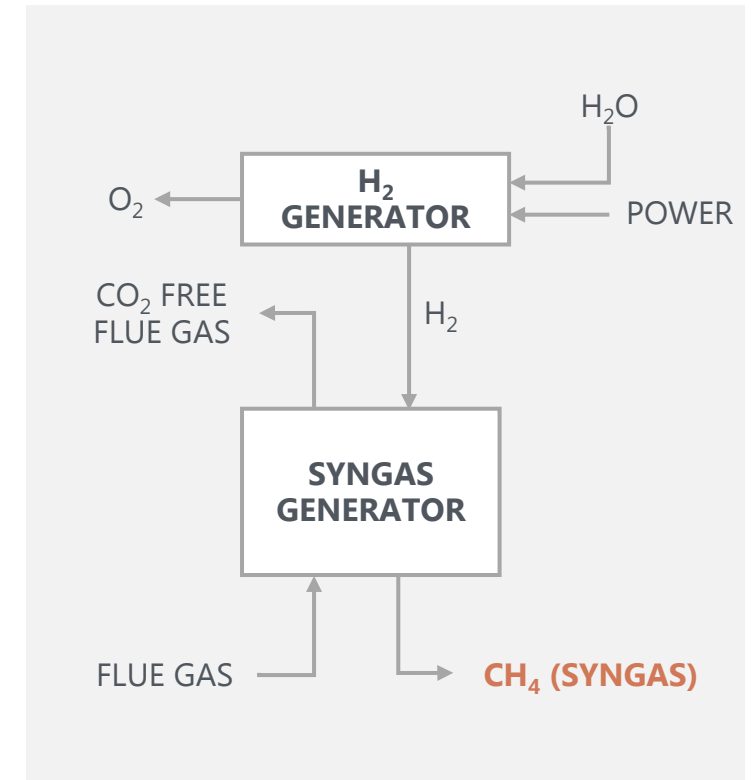 H₂O
H₂
GENERATOR
O₂
POWER
CO₂ FREE
FLUE GAS
H₂
SYNGAS
GENERATOR
FLUE GAS
CH₄ (SYNGAS)